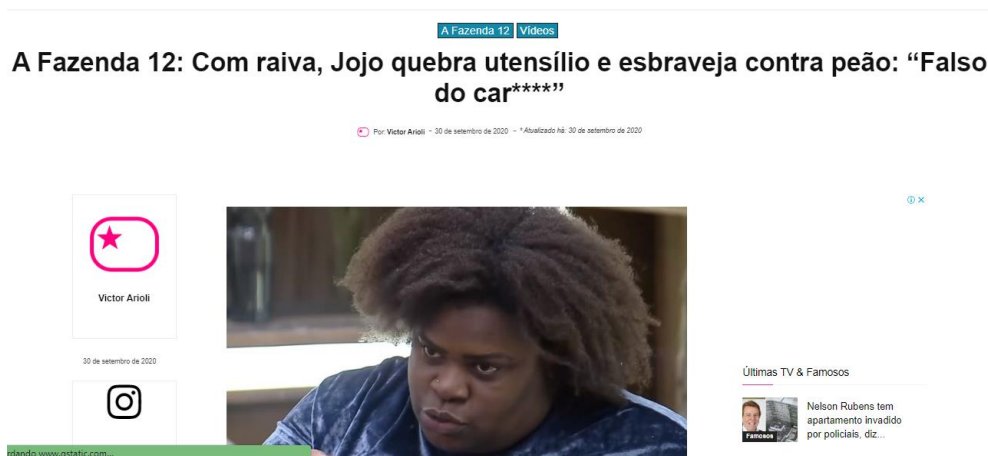 A Fazenda 12 Vídeos
A Fazenda 12: Com raiva, Jojo quebra utensílio e esbraveja contra peão: “Falso
do car****”
Por: Victor Arioli - 30 de setembro de 2020 - * Atualizado há: 30 de setembro de 2020
Victor Arioli
30 de setembro de 2020
Últimas TV & Famosos
Nelson Rubens tem
apartamento invadido
por policiais, diz...
Famosos
rdando www.gstatic.com...